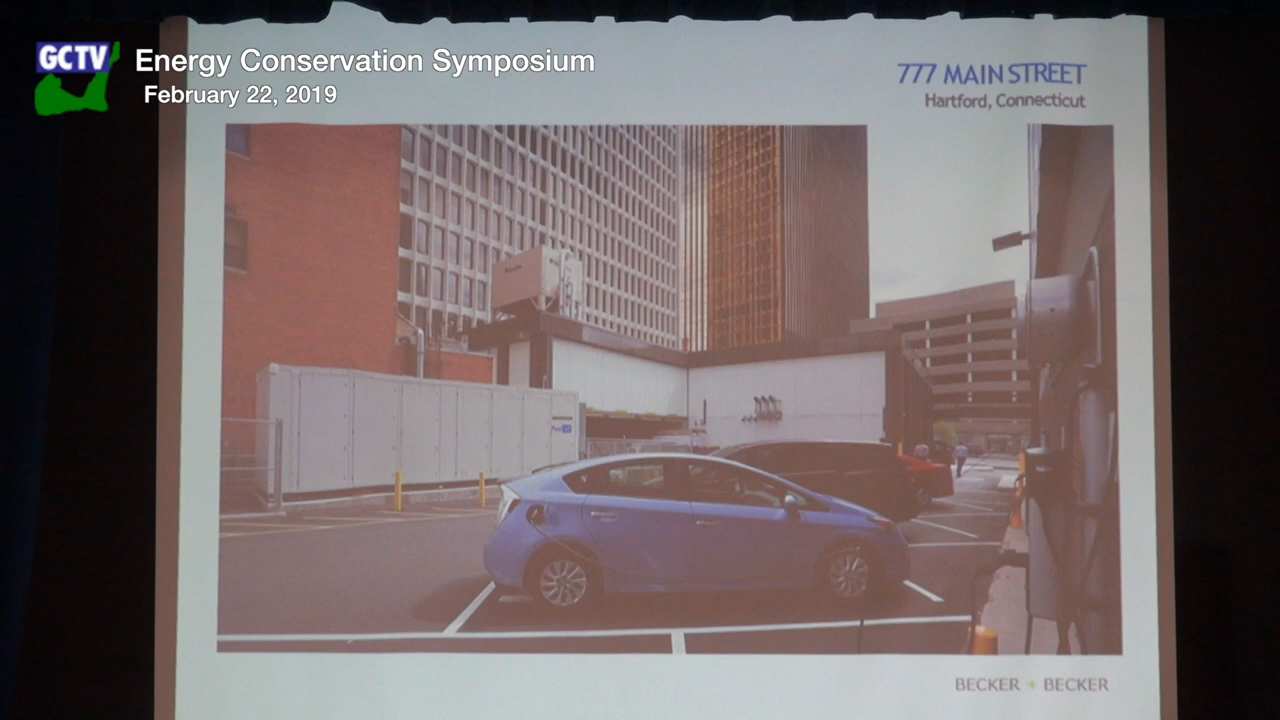 GCTV
Energy Conservation Symposium
February 22, 2019
777 MAIN STREET
Hartford, Connecticut
BECKER + BECKER